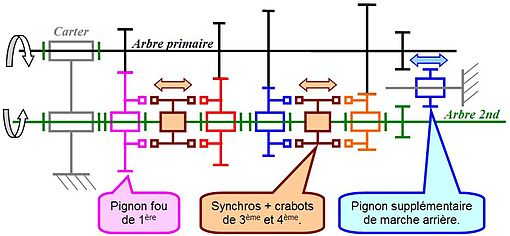 Carter
Arbre primaire
Arbre 2nd
Pignon fou
de 1ère
Synchros + crabots
de 3ème et 4ème.
Pignon supplémentaire
de marche arrière.